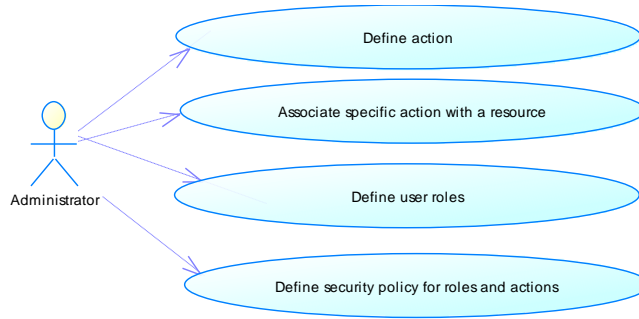 Define action
Associate specific action with a resource
Define user roles
Administrator
Define security policy for roles and actions